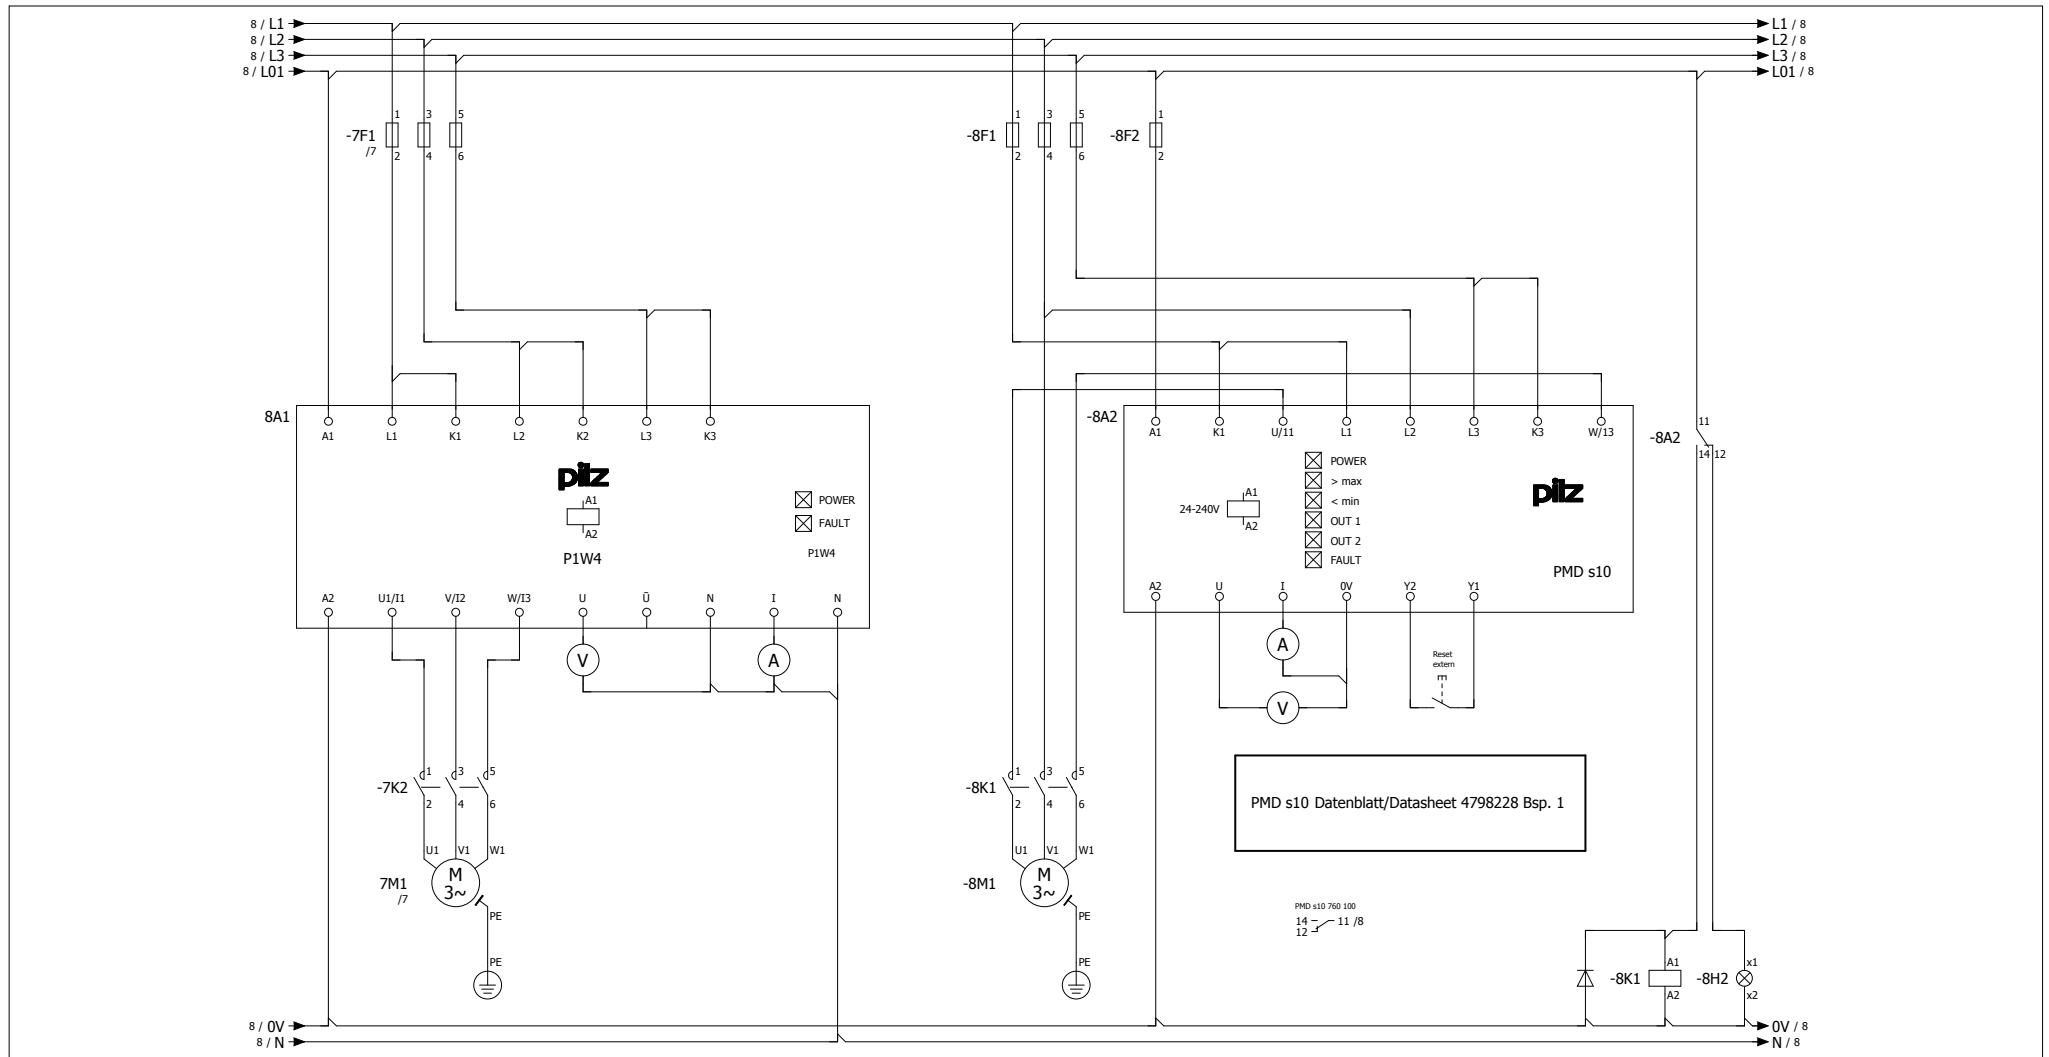 8 / L1 L1 / 8
8 / L2 L2 / 8
8 / L3 L3 / 8
8 / L01 L01 / 8
1 3 5 1 3 5 1
-7F1 -8F1 -8F2
/7
2 4 6 2 4 6 2
8A1 -8A2 11
A1 L1 K1 L2 K2 L3 K3 A1 K1 U/11 L1 L2 L3 K3 W/13
-8A2
14 12
pilz
POWER
> max
< min
OUT 1
OUT 2
FAULT
24-240V
A1
A2
pilz
PMD s10
A1
A2
P1W4
POWER
FAULT
P1W4
A2 U1/I1 V/I2 W/I3 U Ü N I N
A2 U I 0V Y2 Y1
V A
A
V
Reset
extern
1 3 5
-7K2
2 4 6
1 3 5
-8K1
2 4 6
PMD s10 Datenblatt/Datasheet 4798228 Bsp. 1
U1 V1 W1
7M1
/7
M
3~
PE
PE
U1 V1 W1
-8M1
M
3~
PE
PE
PMD s10 760 100
14 11 /8
12
-8K1
A1
A2
-8H2
x1
x2
8 / 0V 0V / 8
8 / N N / 8